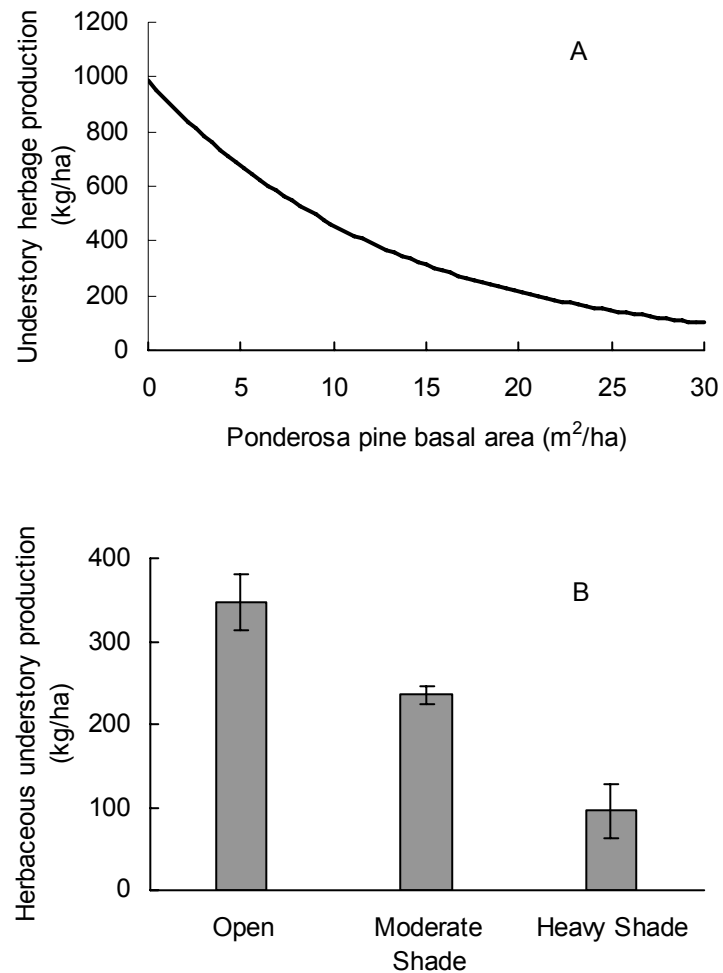 A
Understory herbage production
(kg/ha)
1200
1000
800
600
400
200
0
0 5 10 15 20 25 30
Ponderosa pine basal area (m²/ha)
B
Herbaceous understory production
(kg/ha)
400
300
200
100
0
Open
Moderate
Shade
Heavy Shade